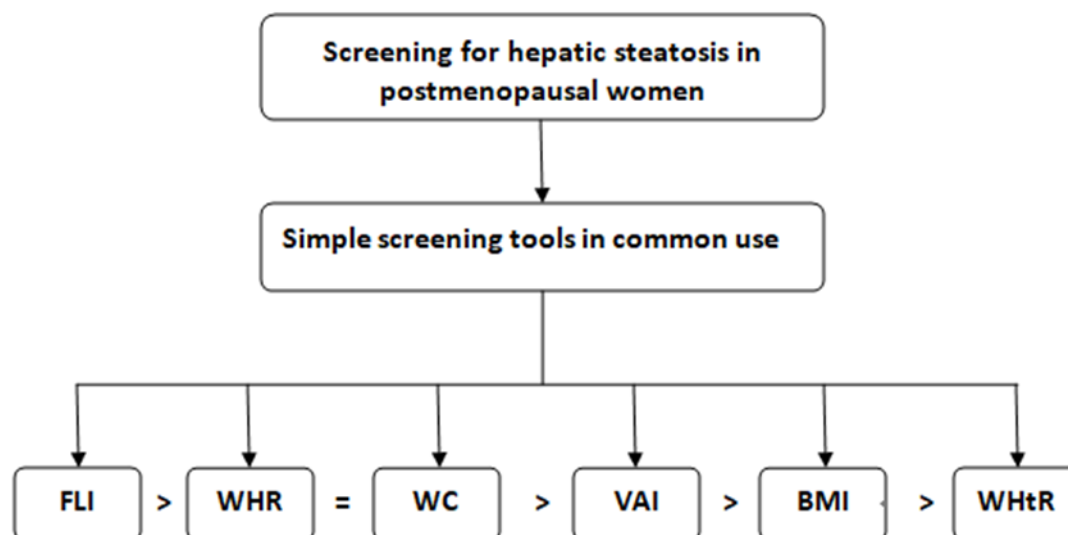 Screening for hepatic steatosis in
postmenopausal women
Simple screening tools in common use
FLI > WHR = WC > VAI > BMI > WHtR